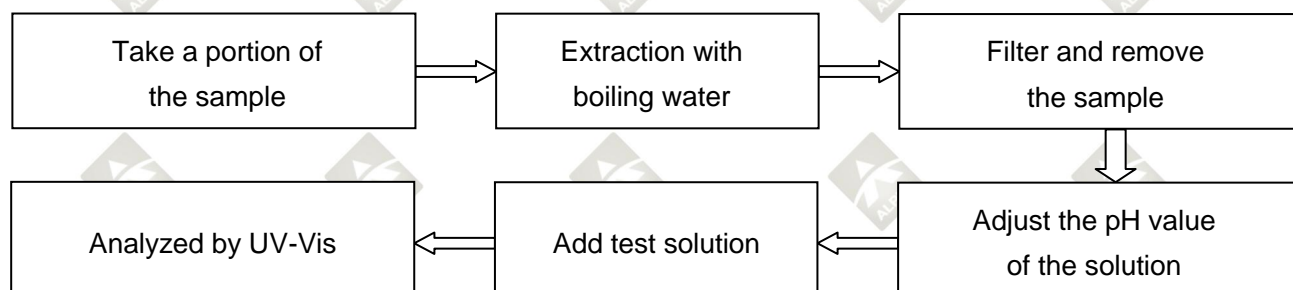 Take a portion of
the sample
Extraction with
boiling water
Filter and remove
the sample
Adjust the pH value
of the solution
Add test solution
Analyzed by UV-Vis